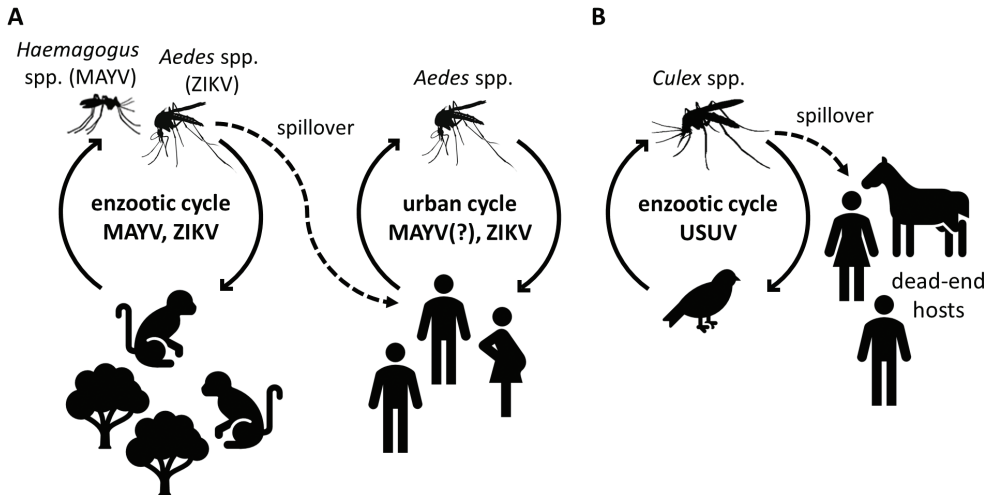 A
Haemagogus
spp. (MAYV)
Aedes spp.
(ZIKV)
spillover
enzootic cycle
MAYV, ZIKV
Aedes spp.
urban cycle
MAYV(?), ZIKV
B
Culex spp.
spillover
enzootic cycle
USUV
dead-end
hosts